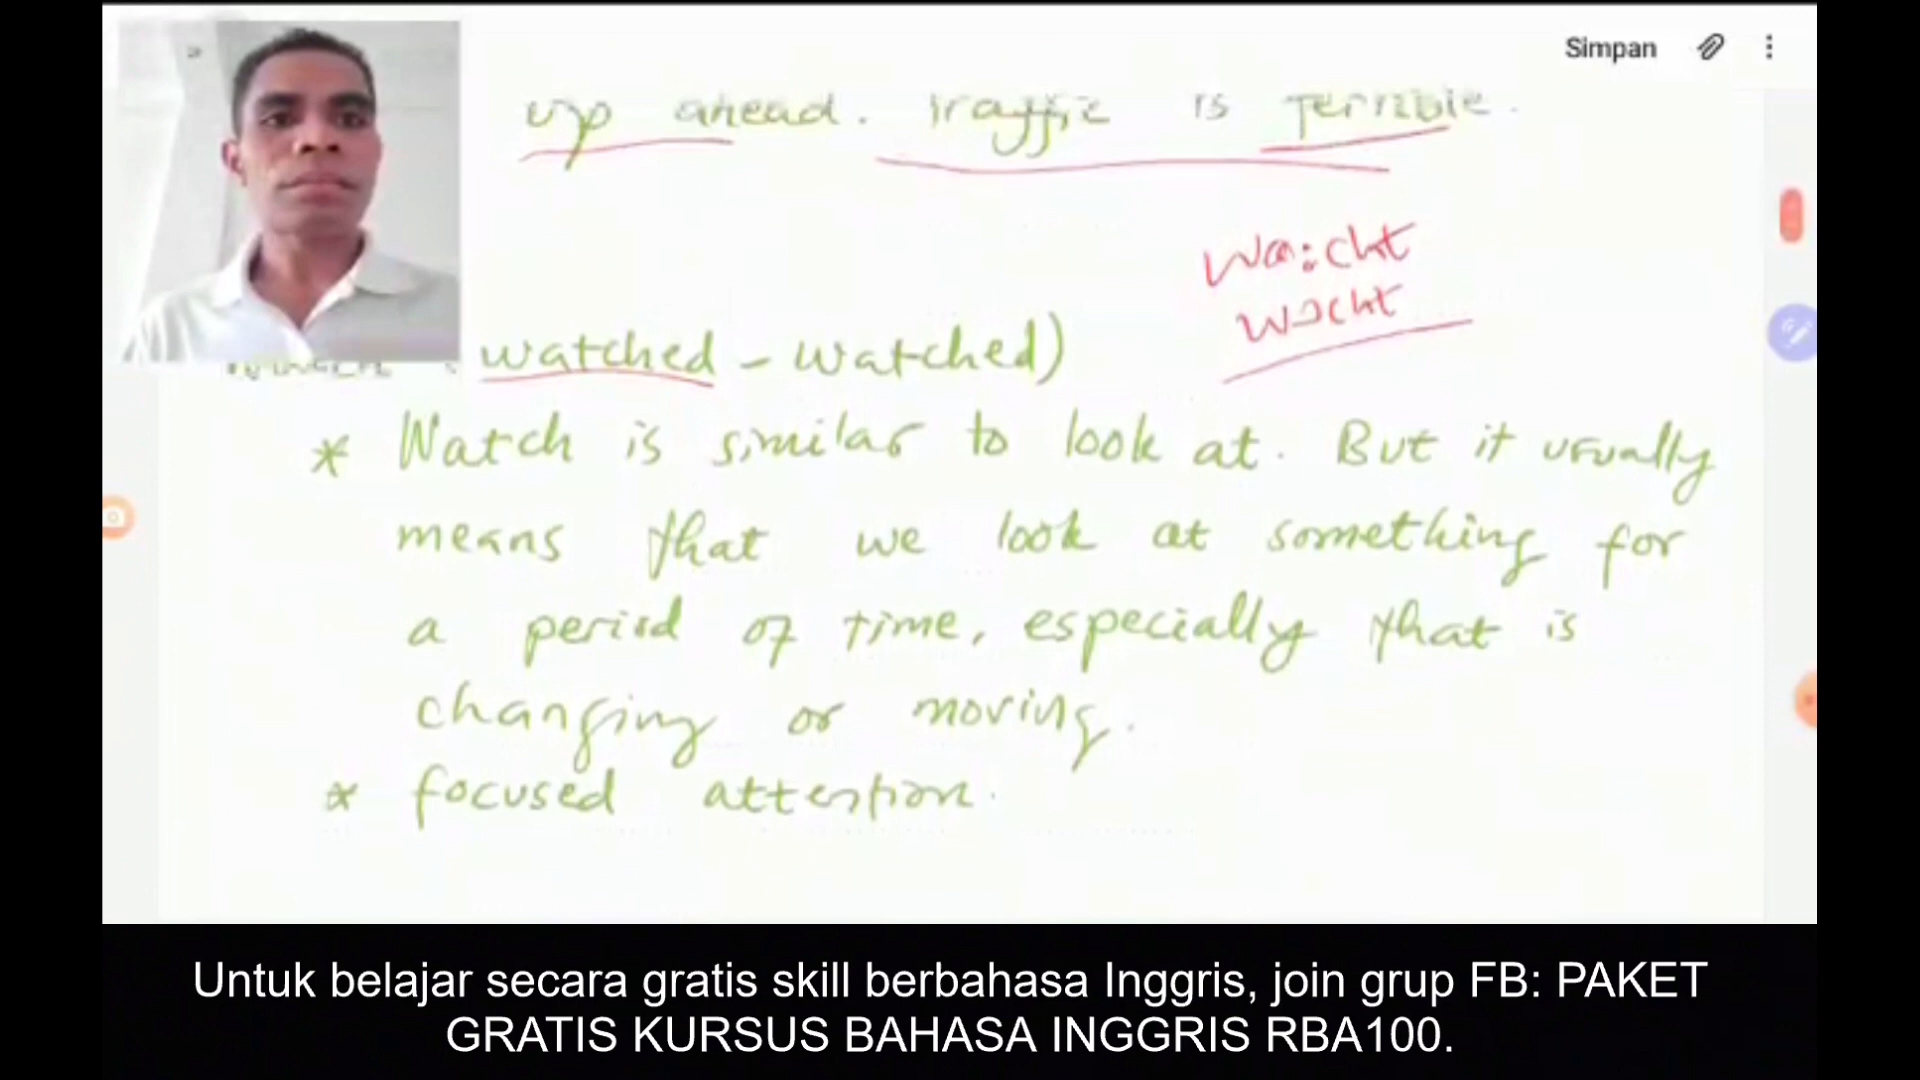 Simpan
up ahead. Traffic is terrible.
wa:cht
wɔcht
watched - watched)
* Watch is similar to look at. But it usually
means that we look at something for
a period of time, especially that is
changing or moving.
* focused attention.
Untuk belajar secara gratis skill berbahasa Inggris, join grup FB: PAKET
GRATIS KURSUS BAHASA INGGRIS RBA100.